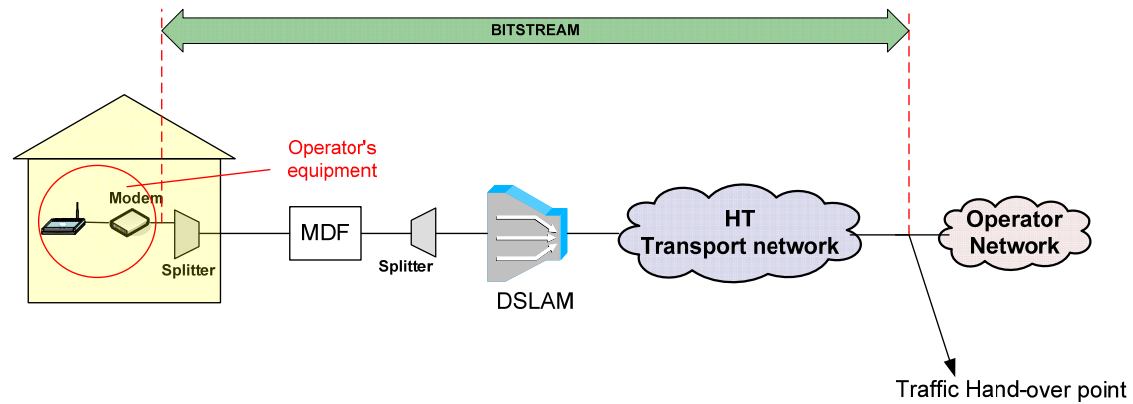 BITSTREAM
Operator's
equipment
Modem
Splitter
MDF
Splitter
DSLAM
HT
Transport network
Operator
Network
Traffic Hand-over point